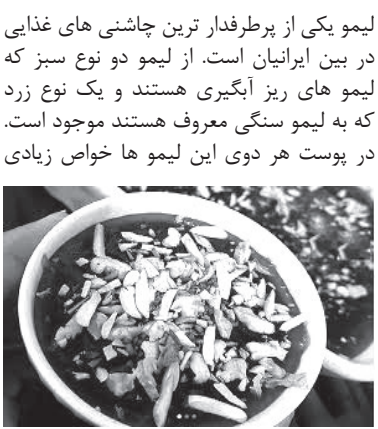 لیمو یکی از پرطرفدار ترین چاشنی های غذایی
در بین ایرانیان است. از لیمو دو نوع سبز که
لیمو های ریز آبگیری هستند و یک نوع زرد
که به لیمو سنگی معروف هستند موجود است.
در پوست هر دوی این لیمو ها خواص زیادی